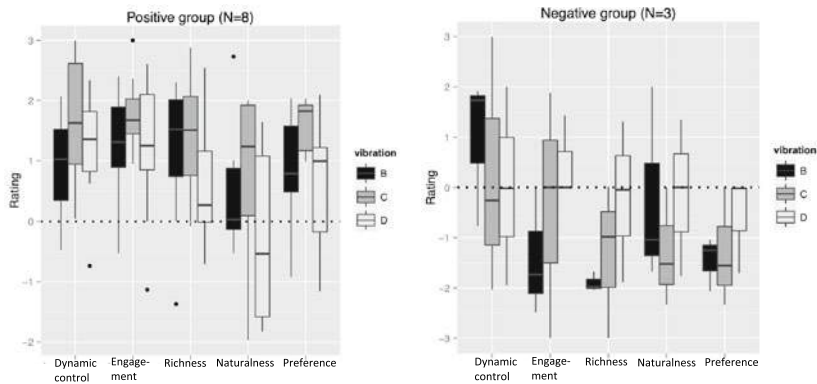 Positive group (N=8)
Rating
3
2
1
0
-1
-2
Dynamic
control
Engage-
ment
Richness
Naturalness
Preference
vibration
B
C
D
Negative group (N=3)
Rating
3
2
1
0
-1
-2
-3
Dynamic
control
Engage-
ment
Richness
Naturalness
Preference
vibration
B
C
D